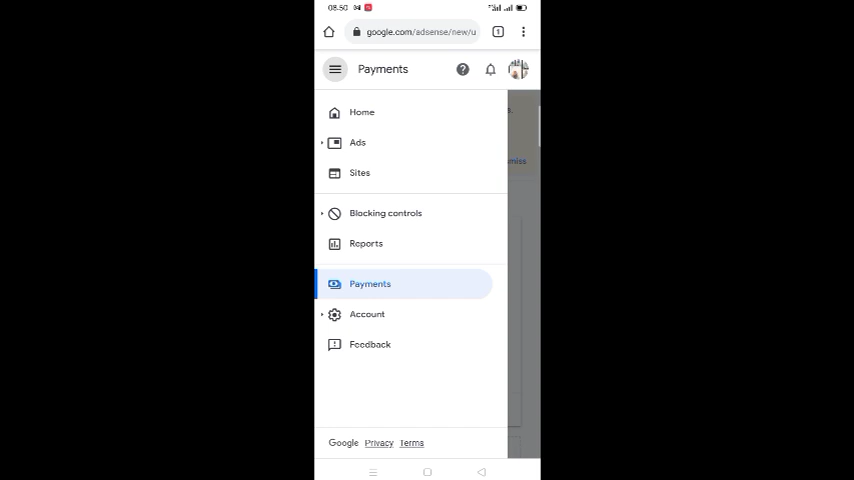 08.50
google.com/adsense/new/u
1
Payments
Home
Ads
Sites
Blocking controls
Reports
Payments
Account
Feedback
Google Privacy Terms